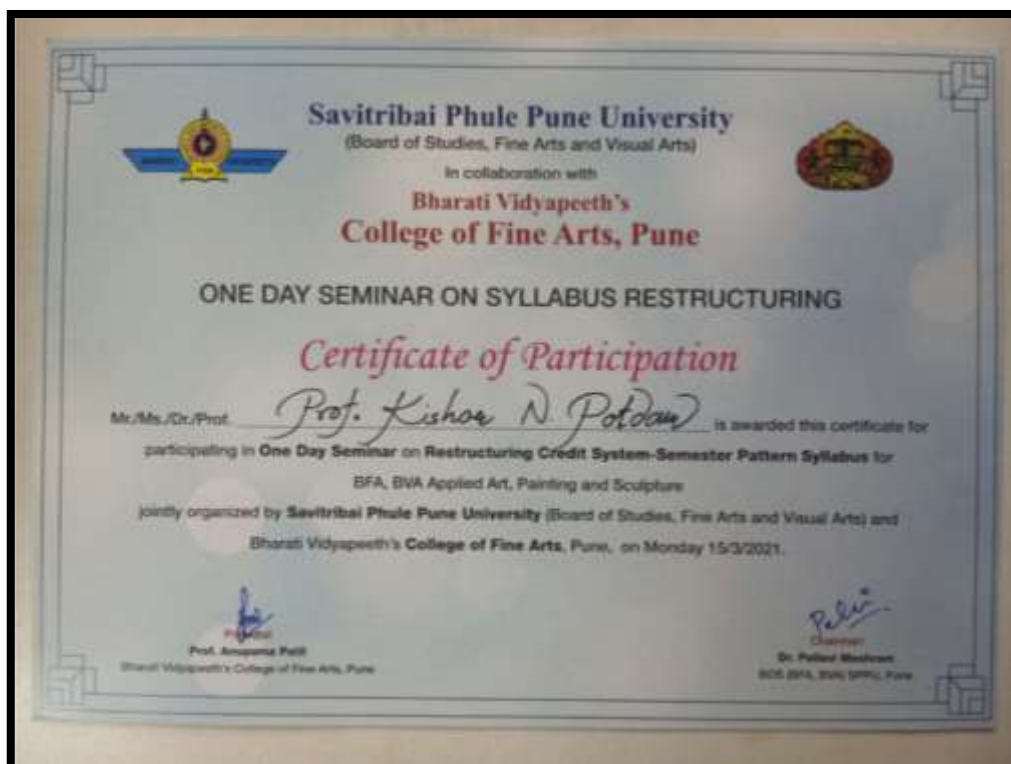 Savitribai Phule Pune University
(Board of Studies, Fine Arts and Visual Arts)
In collaboration with
Bharati Vidyapeeth's
College of Fine Arts, Pune
ONE DAY SEMINAR ON SYLLABUS RESTRUCTURING
Certificate of Participation
Mr./Ms./Dr./Prof. Prof. Kishor N. Potdar is awarded this certificate for
participating in One Day Seminar on Restructuring Credit System-Semester Pattern Syllabus for
BFA, BVA Applied Art, Painting and Sculpture
jointly organized by Savitribai Phule Pune University (Board of Studies, Fine Arts and Visual Arts) and
Bharati Vidyapeeth's College of Fine Arts, Pune, on Monday 15/3/2021.
Principal
Prof. Anupama Patil
Bharati Vidyapeeth's College of Fine Arts, Pune
Chairman
Dr. Pallavi Meshram
BOS (BFA, BVA) SPPU, Pune